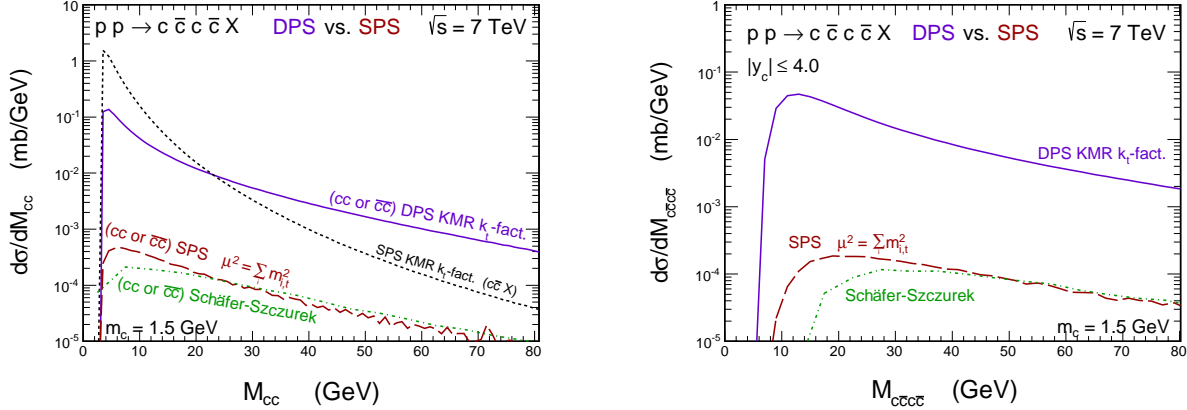 p p → c c̄ c c̄ X DPS vs. SPS √s = 7 TeV
dσ/dM_cc (mb/GeV)
10
1
10⁻¹
10⁻²
10⁻³
10⁻⁴
10⁻⁵
(cc or c̄c̄) DPS KMR k_t-fact.
SPS KMR k_t-fact. (cc̄ X)
(cc or c̄c̄) SPS μ² = ∑_i m²_{i,t}
(cc or c̄c̄) Schäfer-Szczurek
m_c = 1.5 GeV
0 10 20 30 40 50 60 70 80
M_cc (GeV)
p p → c c̄ c c̄ X DPS vs. SPS √s = 7 TeV
|y_c| ≤ 4.0
dσ/dM_cc̄cc̄ (mb/GeV)
1
10⁻¹
10⁻²
10⁻³
10⁻⁴
10⁻⁵
DPS KMR k_t-fact.
SPS μ² = ∑_i m²_{i,t}
Schäfer-Szczurek
m_c = 1.5 GeV
0 10 20 30 40 50 60 70 80
M_cc̄cc̄ (GeV)